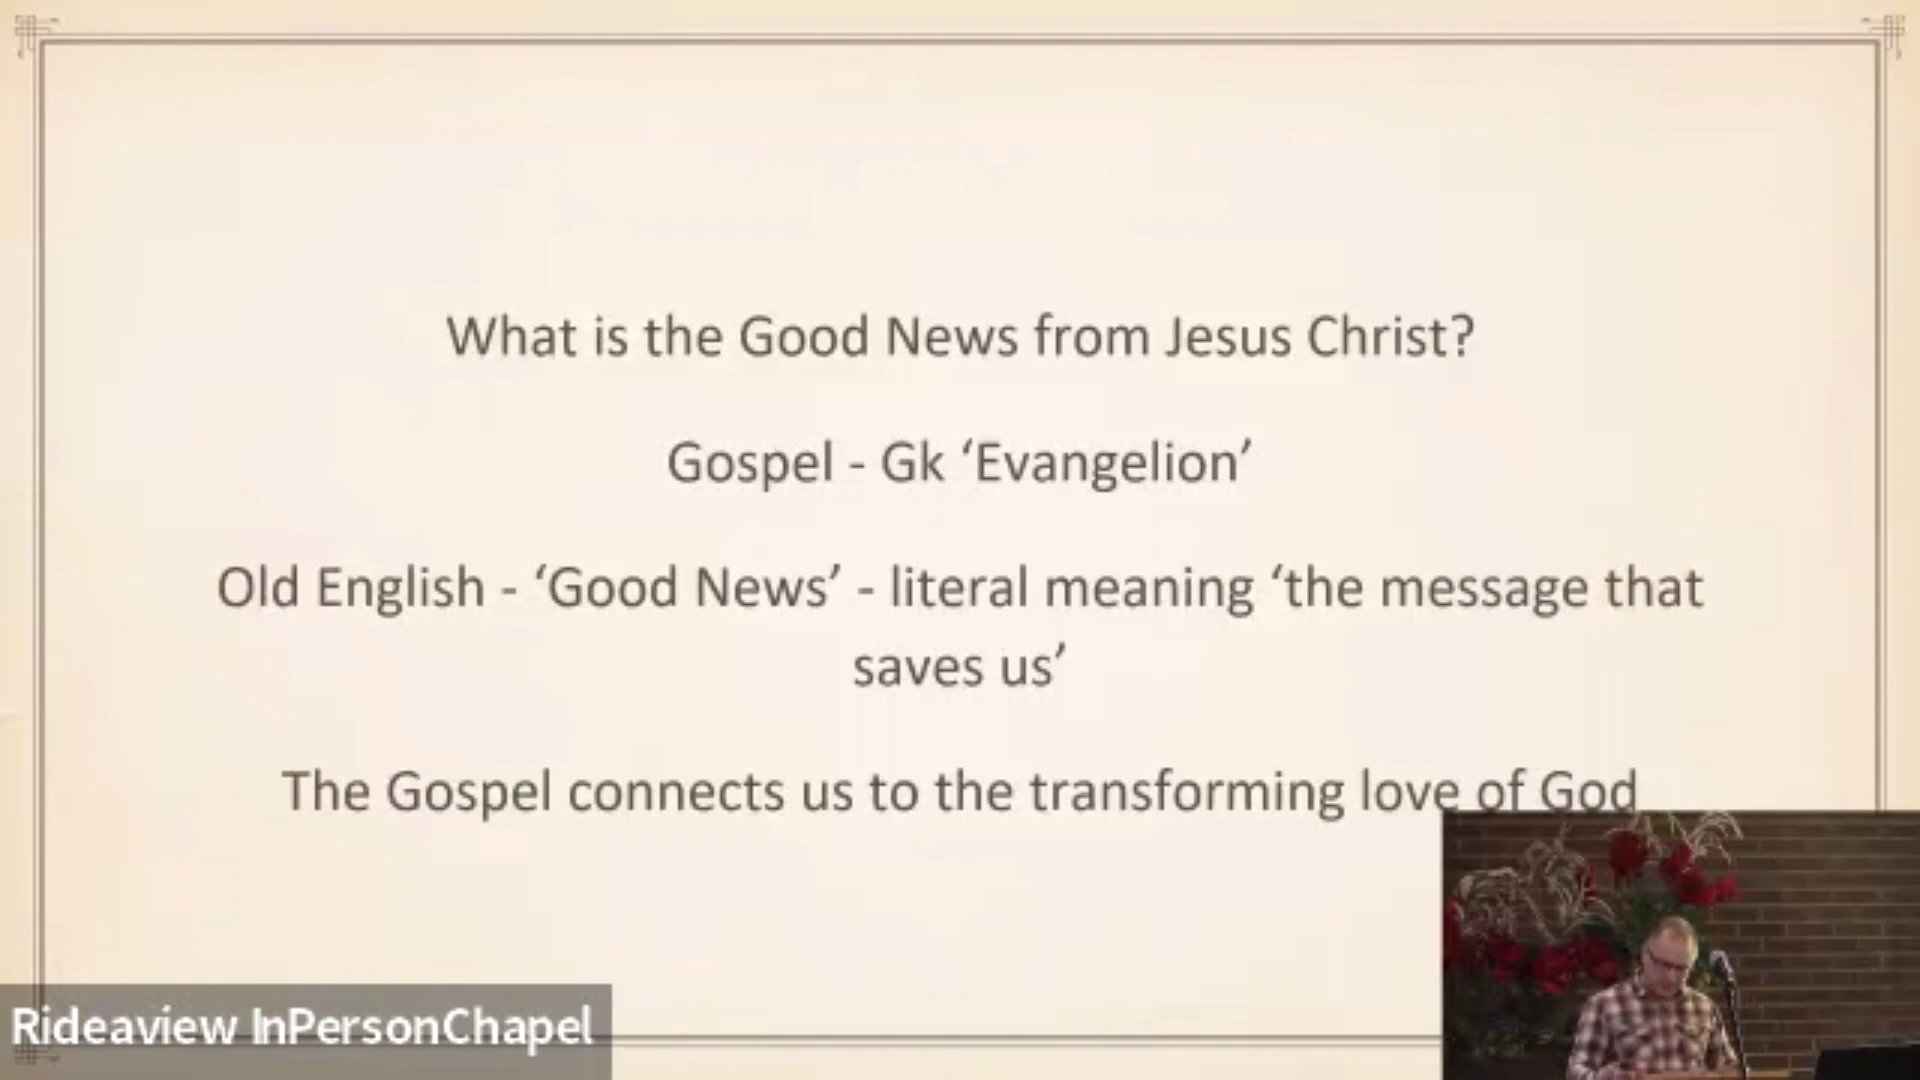 What is the Good News from Jesus Christ?
Gospel - Gk ‘Evangelion’
Old English - ‘Good News’ - literal meaning ‘the message that
saves us’
The Gospel connects us to the transforming love of God
Rideaview InPersonChapel